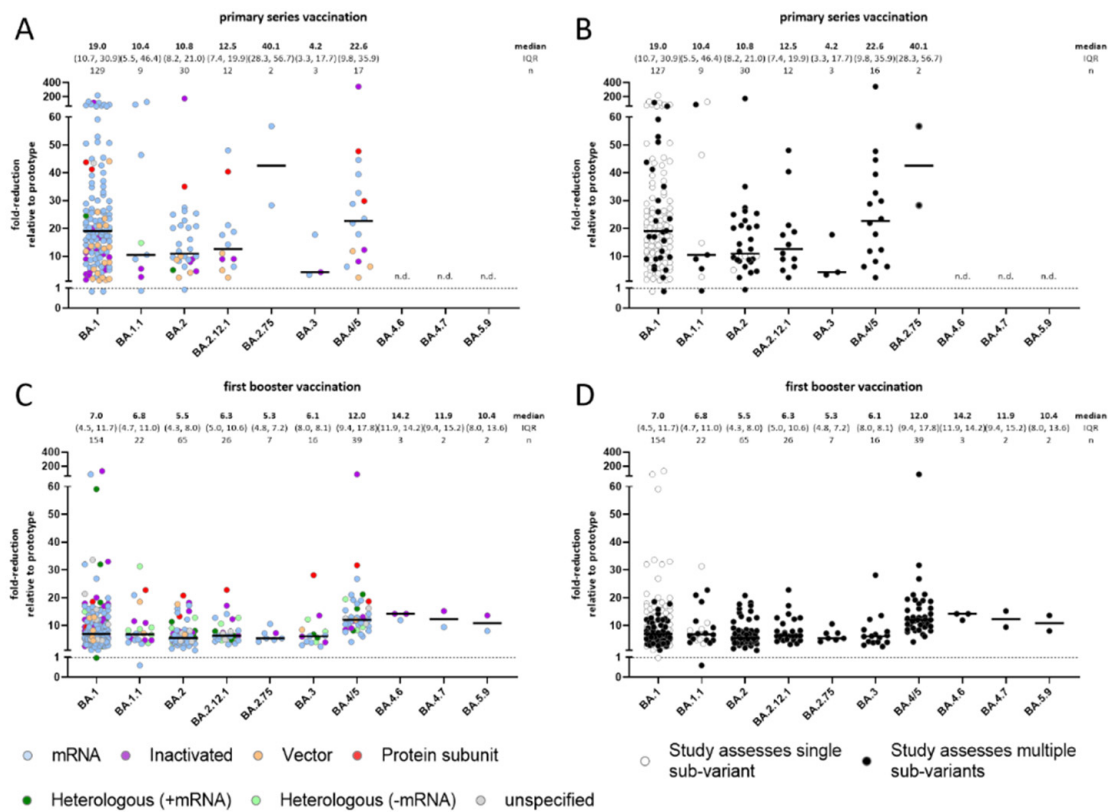 A
primary series vaccination
19.0 10.4 10.8 12.5 40.1 4.2 22.6 median
(10.7, 30.9) (5.5, 46.4) (8.2, 21.0) (7.4, 19.9) (28.3, 56.7) (3.3, 17.7) (9.8, 35.9) IQR
129 9 30 12 2 3 17 n
fold-reduction
relative to prototype
400
200
60
50
40
30
20
10
1
0
n.d. n.d. n.d.
BA.1 BA.1.1 BA.2 BA.2.12.1 BA.2.75 BA.3 BA.4/5 BA.4.6 BA.4.7 BA.5.9
B
primary series vaccination
19.0 10.4 10.8 12.5 4.2 22.6 40.1 median
(10.7, 30.9) (5.5, 46.4) (8.2, 21.0) (7.4, 19.9) (3.3, 17.7) (9.8, 35.9) (28.3, 56.7) IQR
127 9 30 12 3 16 2 n
fold-reduction
relative to prototype
400
200
60
50
40
30
20
10
1
0
n.d. n.d. n.d.
BA.1 BA.1.1 BA.2 BA.2.12.1 BA.3 BA.4/5 BA.2.75 BA.4.6 BA.4.7 BA.5.9
C
first booster vaccination
7.0 6.8 5.5 6.3 5.3 6.1 12.0 14.2 11.9 10.4 median
(4.5, 11.7) (4.7, 11.0) (4.3, 8.0) (5.0, 10.6) (4.8, 7.2) (8.0, 8.1) (9.4, 17.8) (11.9, 14.2) (9.4, 15.2) (8.0, 13.6) IQR
154 22 65 26 7 16 39 3 2 2 n
fold-reduction
relative to prototype
400
200
60
50
40
30
20
10
1
0
BA.1 BA.1.1 BA.2 BA.2.12.1 BA.2.75 BA.3 BA.4/5 BA.4.6 BA.4.7 BA.5.9
D
first booster vaccination
7.0 6.8 5.5 6.3 5.3 6.1 12.0 14.2 11.9 10.4 median
(4.5, 11.7) (4.7, 11.0) (4.3, 8.0) (5.0, 10.6) (4.8, 7.2) (8.0, 8.1) (9.4, 17.8) (11.9, 14.2) (9.4, 15.2) (8.0, 13.6) IQR
154 22 65 26 7 16 39 3 2 2 n
fold-reduction
relative to prototype
400
200
60
50
40
30
20
10
1
0
BA.1 BA.1.1 BA.2 BA.2.12.1 BA.2.75 BA.3 BA.4/5 BA.4.6 BA.4.7 BA.5.9
mRNA Inactivated Vector Protein subunit
Heterologous (+mRNA) Heterologous (-mRNA) unspecified
Study assesses single
sub-variant
Study assesses multiple
sub-variants